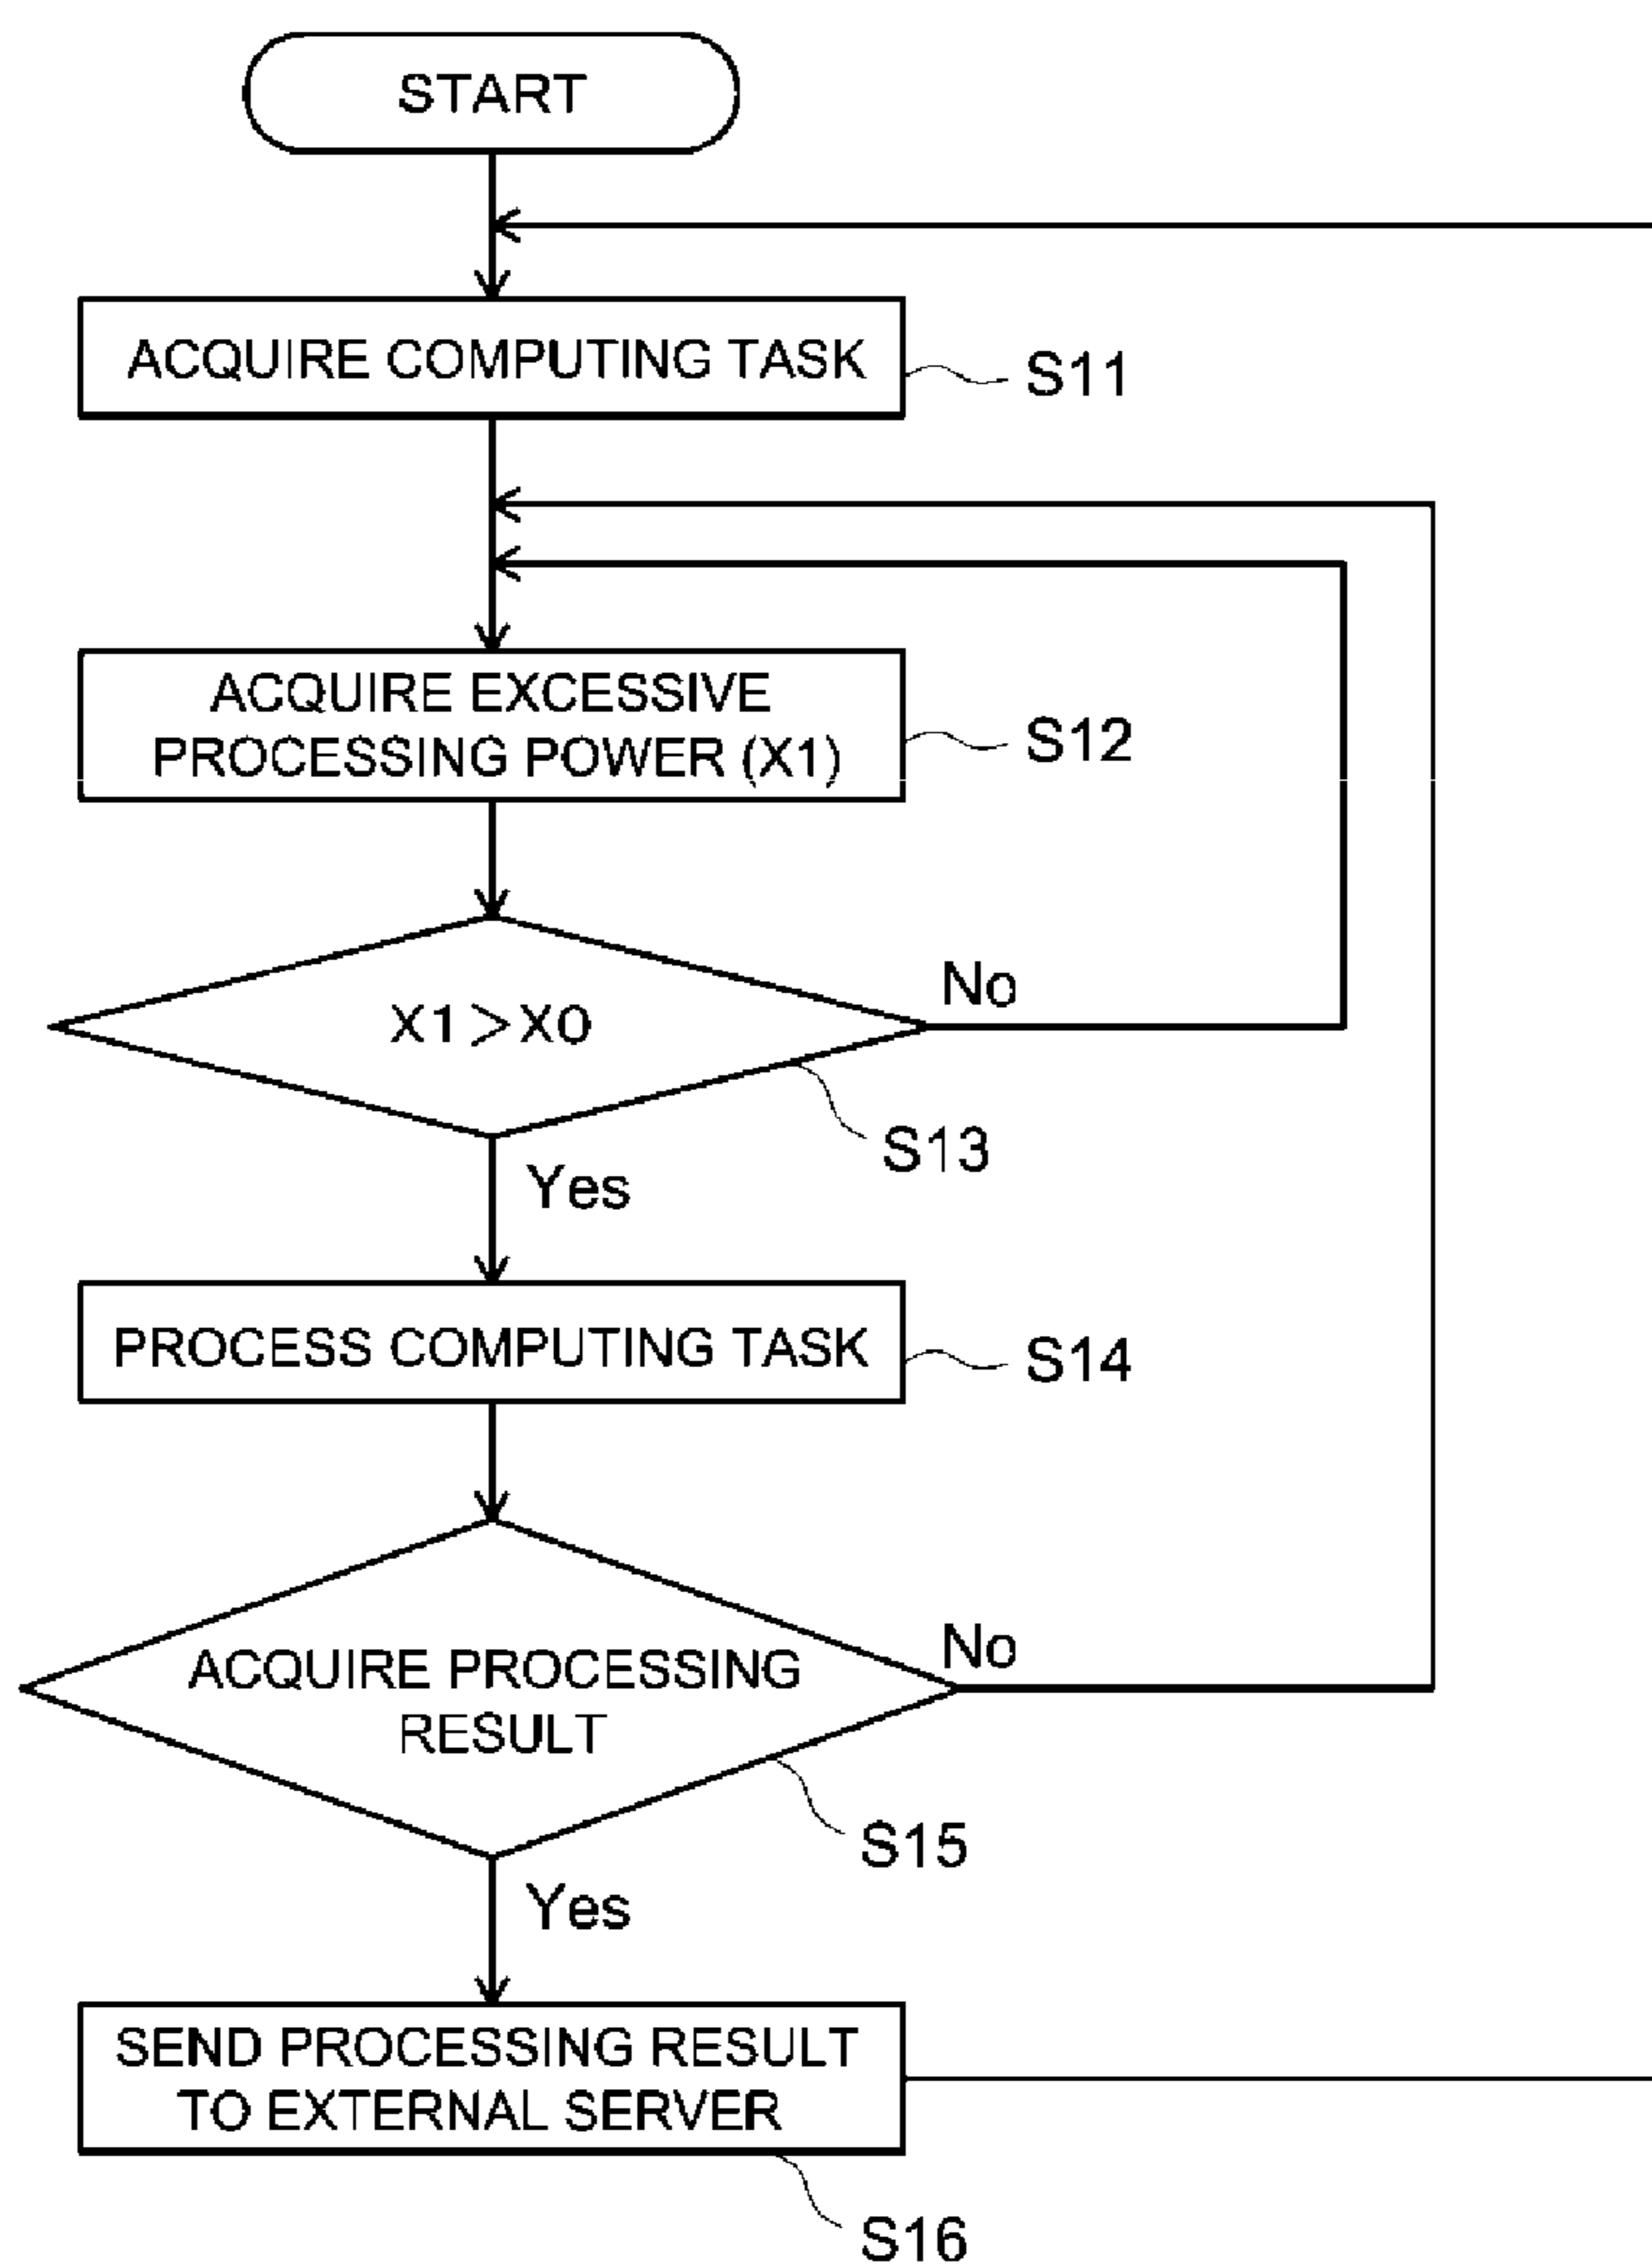 START
ACQUIRE COMPUTING TASK
S11
ACQUIRE EXCESSIVE
PROCESSING POWER (X1)
S12
X1>X0
No
S13
Yes
PROCESS COMPUTING TASK
S14
ACQUIRE PROCESSING
RESULT
No
S15
Yes
SEND PROCESSING RESULT
TO EXTERNAL SERVER
S16